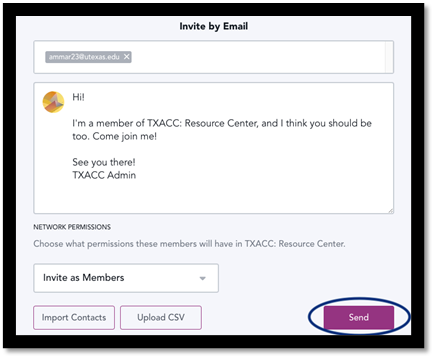 Invite by Email
ammar23@utexas.edu ×
Hi!
I'm a member of TXACC: Resource Center, and I think you should be
too. Come join me!
See you there!
TXACC Admin
NETWORK PERMISSIONS
Choose what permissions these members will have in TXACC: Resource Center.
Invite as Members
Import Contacts Upload CSV Send